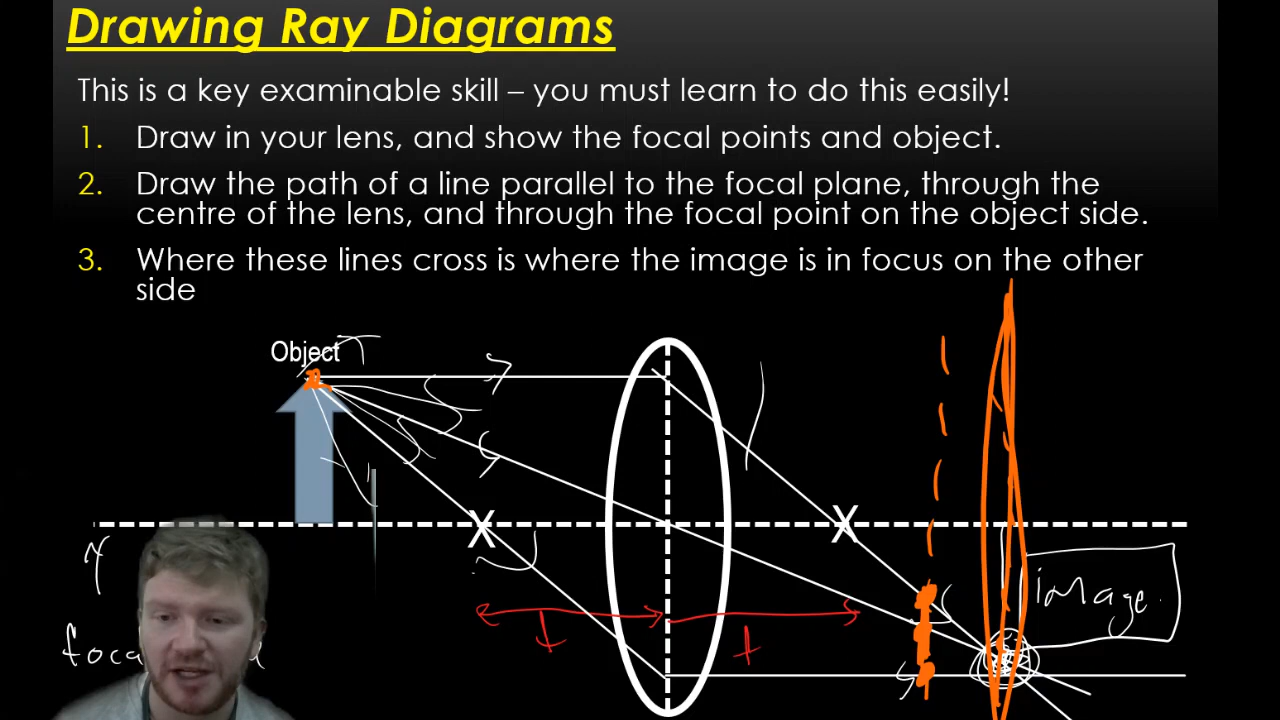 Drawing Ray Diagrams
This is a key examinable skill – you must learn to do this easily!
1. Draw in your lens, and show the focal points and object.
2. Draw the path of a line parallel to the focal plane, through the
centre of the lens, and through the focal point on the object side.
3. Where these lines cross is where the image is in focus on the other
side
Object
X
X
image
f
f